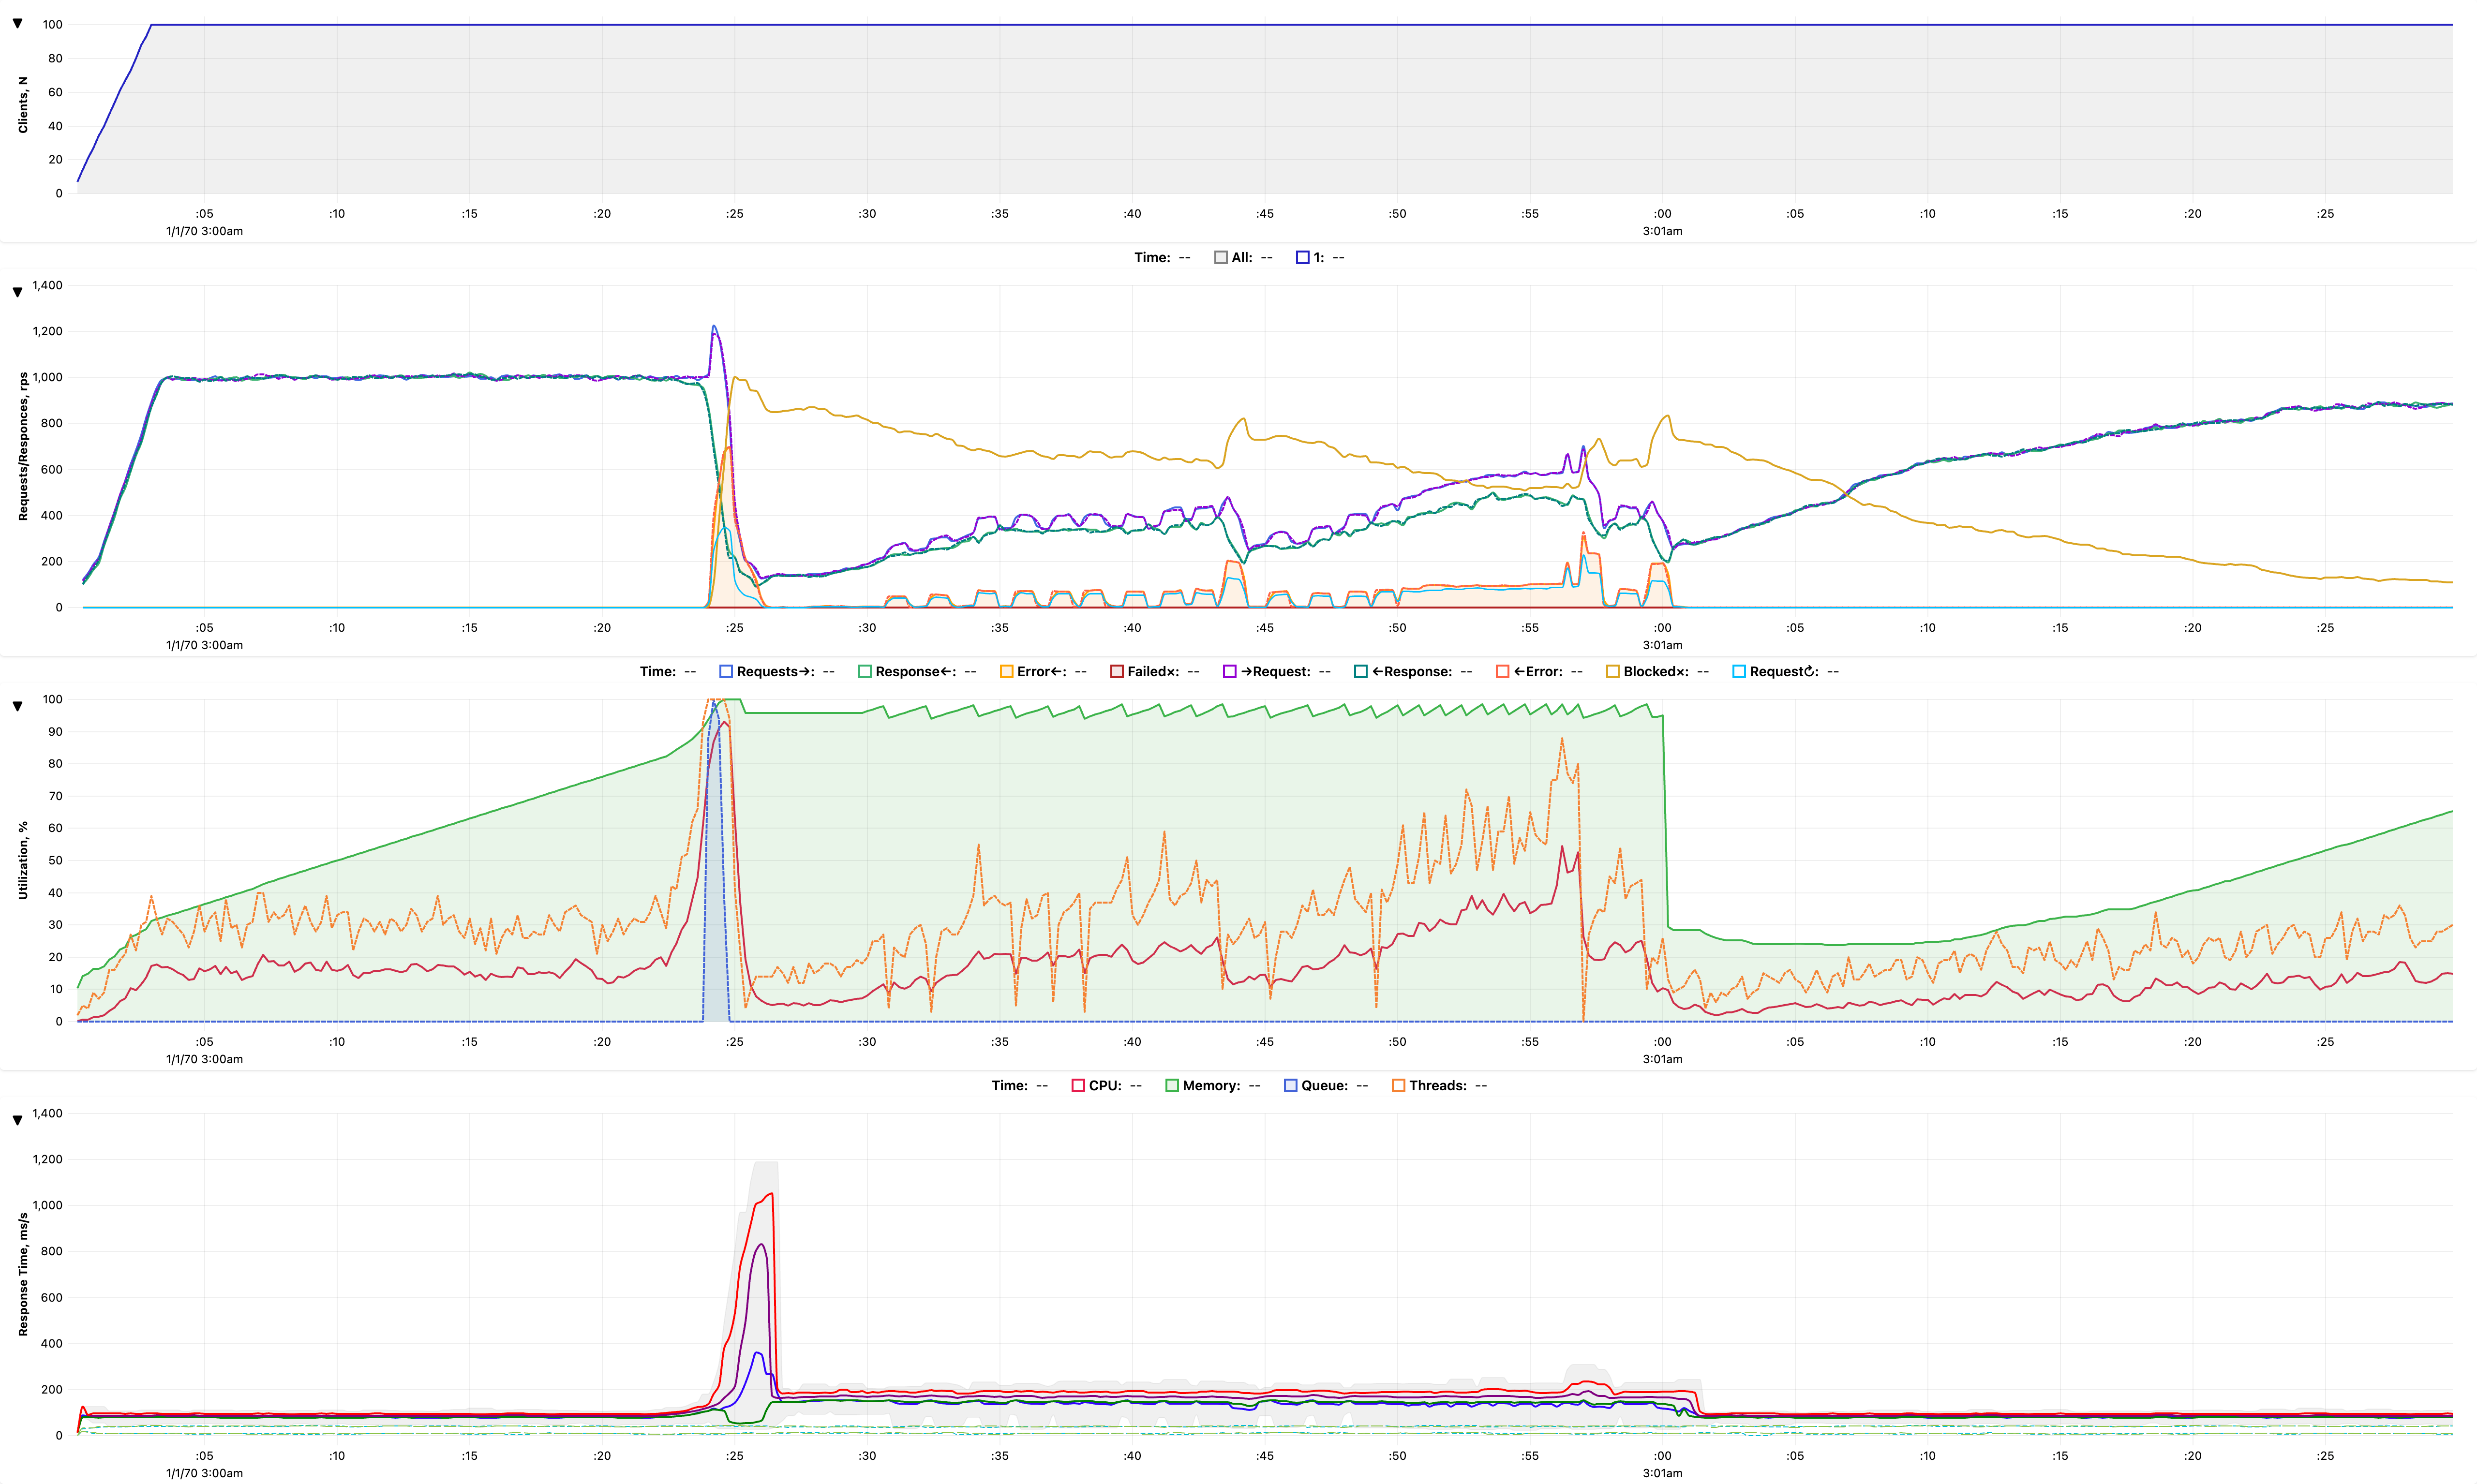 ▼
Clients, N
100
80
60
40
20
0
:05 :10 :15 :20 :25 :30 :35 :40 :45 :50 :55 :00 :05 :10 :15 :20 :25
1/1/70 3:00am 3:01am
Time: -- All: -- 1: --
▼
Requests/Responces, rps
1,400
1,200
1,000
800
600
400
200
0
:05 :10 :15 :20 :25 :30 :35 :40 :45 :50 :55 :00 :05 :10 :15 :20 :25
1/1/70 3:00am 3:01am
Time: -- Requests→: -- Response←: -- Error←: -- Failed×: -- →Request: -- ←Response: -- ←Error: -- Blocked×: -- Request↻: --
▼
Utilization, %
100
90
80
70
60
50
40
30
20
10
0
:05 :10 :15 :20 :25 :30 :35 :40 :45 :50 :55 :00 :05 :10 :15 :20 :25
1/1/70 3:00am 3:01am
Time: -- CPU: -- Memory: -- Queue: -- Threads: --
▼
Response Time, ms/s
1,400
1,200
1,000
800
600
400
200
0
:05 :10 :15 :20 :25 :30 :35 :40 :45 :50 :55 :00 :05 :10 :15 :20 :25
1/1/70 3:00am 3:01am